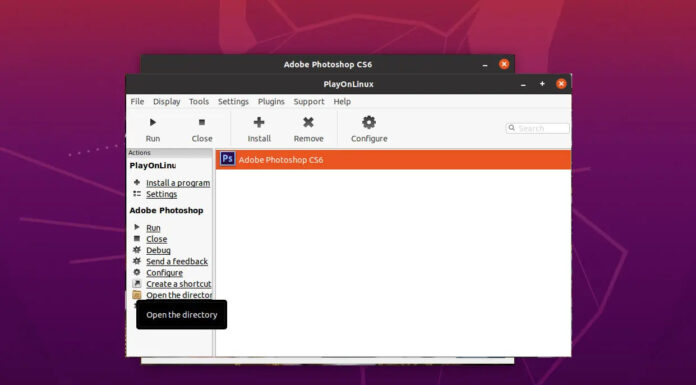 Adobe Photoshop CS6
PlayOnLinux
File Display Tools Settings Plugins Support Help
Run Close Install Remove Configure Search
Actions
PlayOnLinu
Ps Adobe Photoshop CS6
Install a program
Settings
Adobe Photoshop
Run
Close
Debug
Send a feedback
Configure
Create a shortcut
Open the director
Open the directory